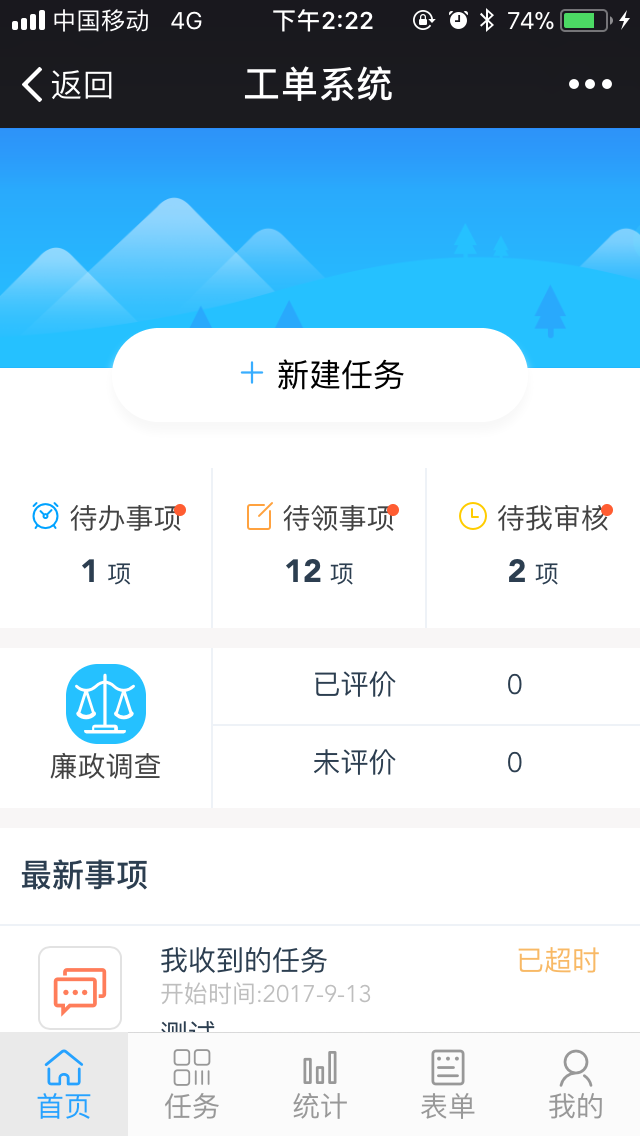 中国移动 4G 下午2:22 74%
返回 工单系统
+ 新建任务
待办事项 待领事项 待我审核
1 项 12 项 2 项
已评价 0
廉政调查
未评价 0
最新事项
我收到的任务 已超时
开始时间:2017-9-13
测试
首页 任务 统计 表单 我的